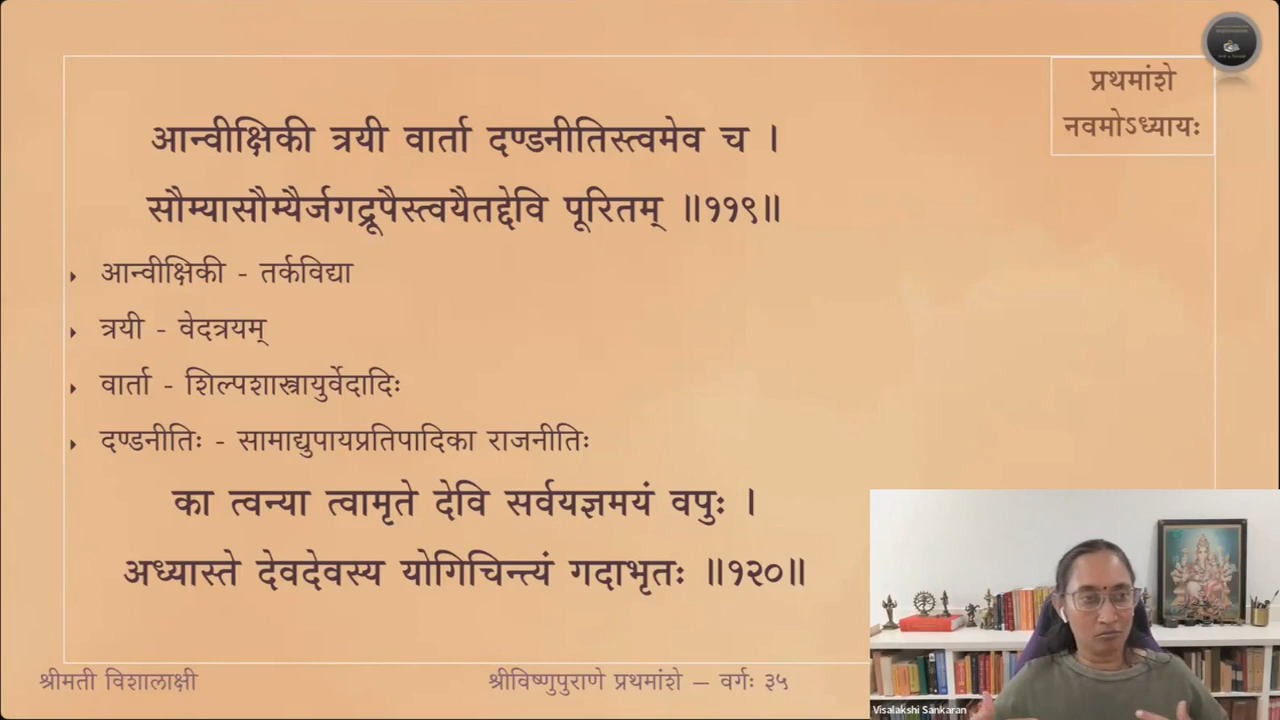 प्रथमांशे
नवमोऽध्यायः
आन्वीक्षिकी त्रयी वार्ता दण्डनीतिस्त्वमेव च ।
सौम्यासौम्यैर्जगद्रूपैस्त्वयैतद्देवि पूरितम् ॥११९॥
आन्वीक्षिकी - तर्कविद्या
त्रयी - वेदत्रयम्
वार्ता - शिल्पशास्त्रायुर्वेदादिः
दण्डनीतिः - सामाद्युपायप्रतिपादिका राजनीतिः
का त्वन्या त्वामृते देवि सर्वयज्ञमयं वपुः ।
अध्यास्ते देवदेवस्य योगिचिन्त्यं गदाभृतः ॥१२०॥
श्रीमती विशालाक्षी
श्रीविष्णुपुराणे प्रथमांशे – वर्गः ३५
Visalakshi Sankaran